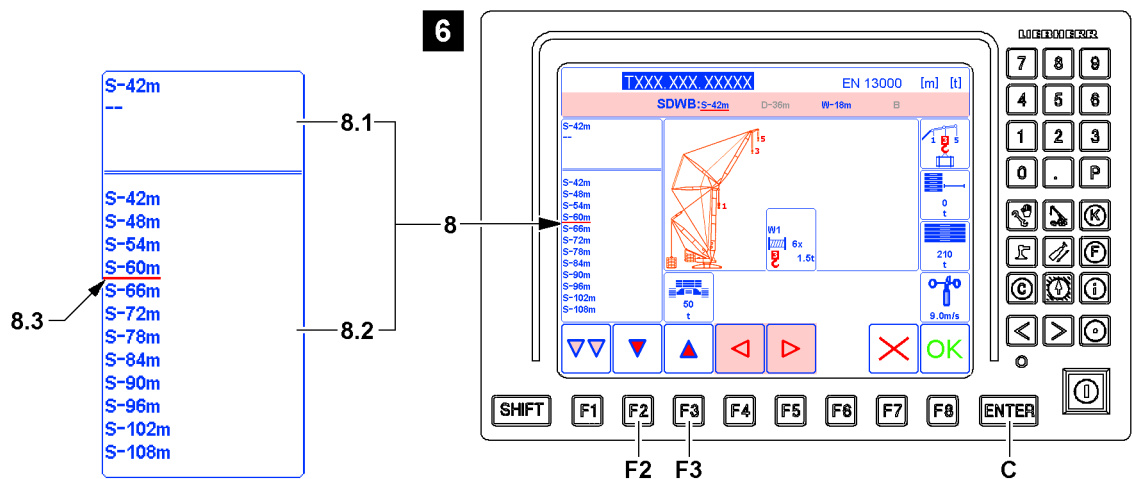 6
S-42m
--
8.1
S-42m
S-48m
S-54m
S-60m
S-66m
S-72m
S-78m
S-84m
S-90m
S-96m
S-102m
S-108m
8
8.2
8.3
LIEBHERR
TXXX.XXX.XXXXX EN 13000 [m] [t]
SDWB:S-42m D-36m W-18m B
S-42m
--
S-42m
S-48m
S-54m
S-60m
S-66m
S-72m
S-78m
S-84m
S-90m
S-96m
S-102m
S-108m
5
3
1
2
W1
6x
3
1.5t
50
t
1 3 5
0
t
210
t
9.0m/s
OK
7 8 9
4 5 6
1 2 3
0 . P
K
F
C i
< >
SHIFT F1 F2 F3 F4 F5 F6 F7 F8 ENTER
F2 F3 C